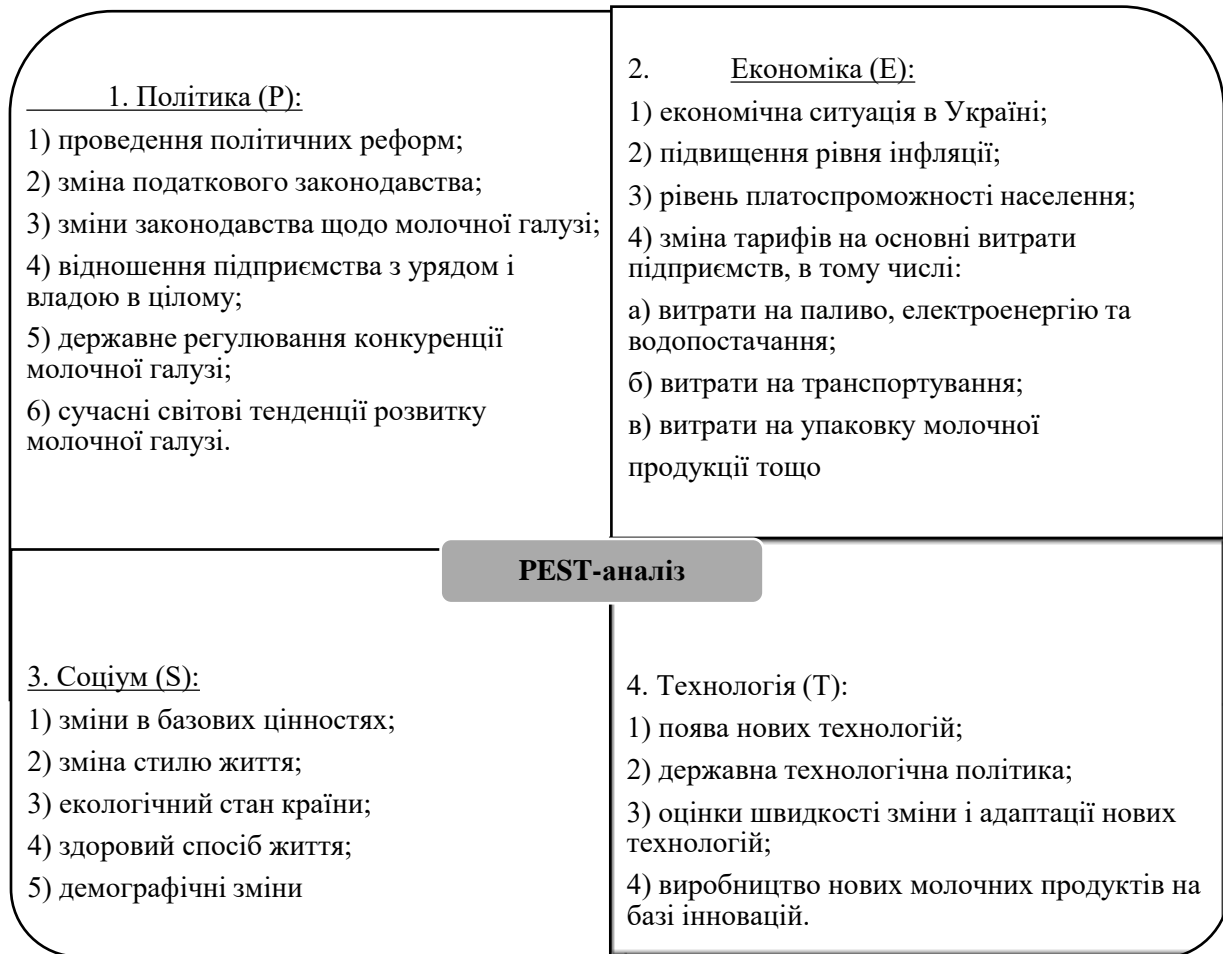 1. Політика (P):
1) проведення політичних реформ;
2) зміна податкового законодавства;
3) зміни законодавства щодо молочної галузі;
4) відношення підприємства з урядом і
владою в цілому;
5) державне регулювання конкуренції
молочної галузі;
6) сучасні світові тенденції розвитку
молочної галузі.
2. Економіка (E):
1) економічна ситуація в Україні;
2) підвищення рівня інфляції;
3) рівень платоспроможності населення;
4) зміна тарифів на основні витрати
підприємств, в тому числі:
а) витрати на паливо, електроенергію та
водопостачання;
б) витрати на транспортування;
в) витрати на упаковку молочної
продукції тощо
PEST-аналіз
3. Соціум (S):
1) зміни в базових цінностях;
2) зміна стилю життя;
3) екологічний стан країни;
4) здоровий спосіб життя;
5) демографічні зміни
4. Технологія (T):
1) поява нових технологій;
2) державна технологічна політика;
3) оцінки швидкості зміни і адаптації нових
технологій;
4) виробництво нових молочних продуктів на
базі інновацій.